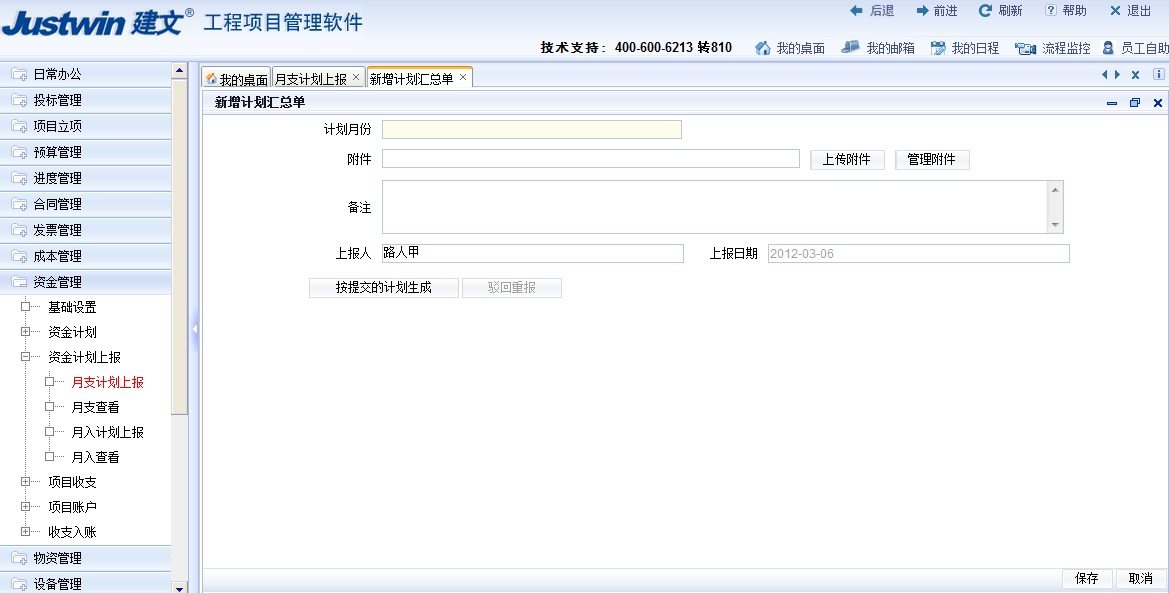 Justwin 建文® 工程项目管理软件
后退 前进 刷新 帮助 退出
技术支持：400-600-6213 转810 我的桌面 我的邮箱 我的日程 流程监控 员工自助
日常办公
投标管理
项目立项
预算管理
进度管理
合同管理
发票管理
成本管理
资金管理
基础设置
资金计划
资金计划上报
月支计划上报
月支查看
月入计划上报
月入查看
项目收支
项目账户
收支入账
物资管理
设备管理
我的桌面 月支计划上报 新增计划汇总单
新增计划汇总单
计划月份
附件 上传附件 管理附件
备注
上报人 路人甲 上报日期 2012-03-06
按提交的计划生成 驳回重报
保存 取消